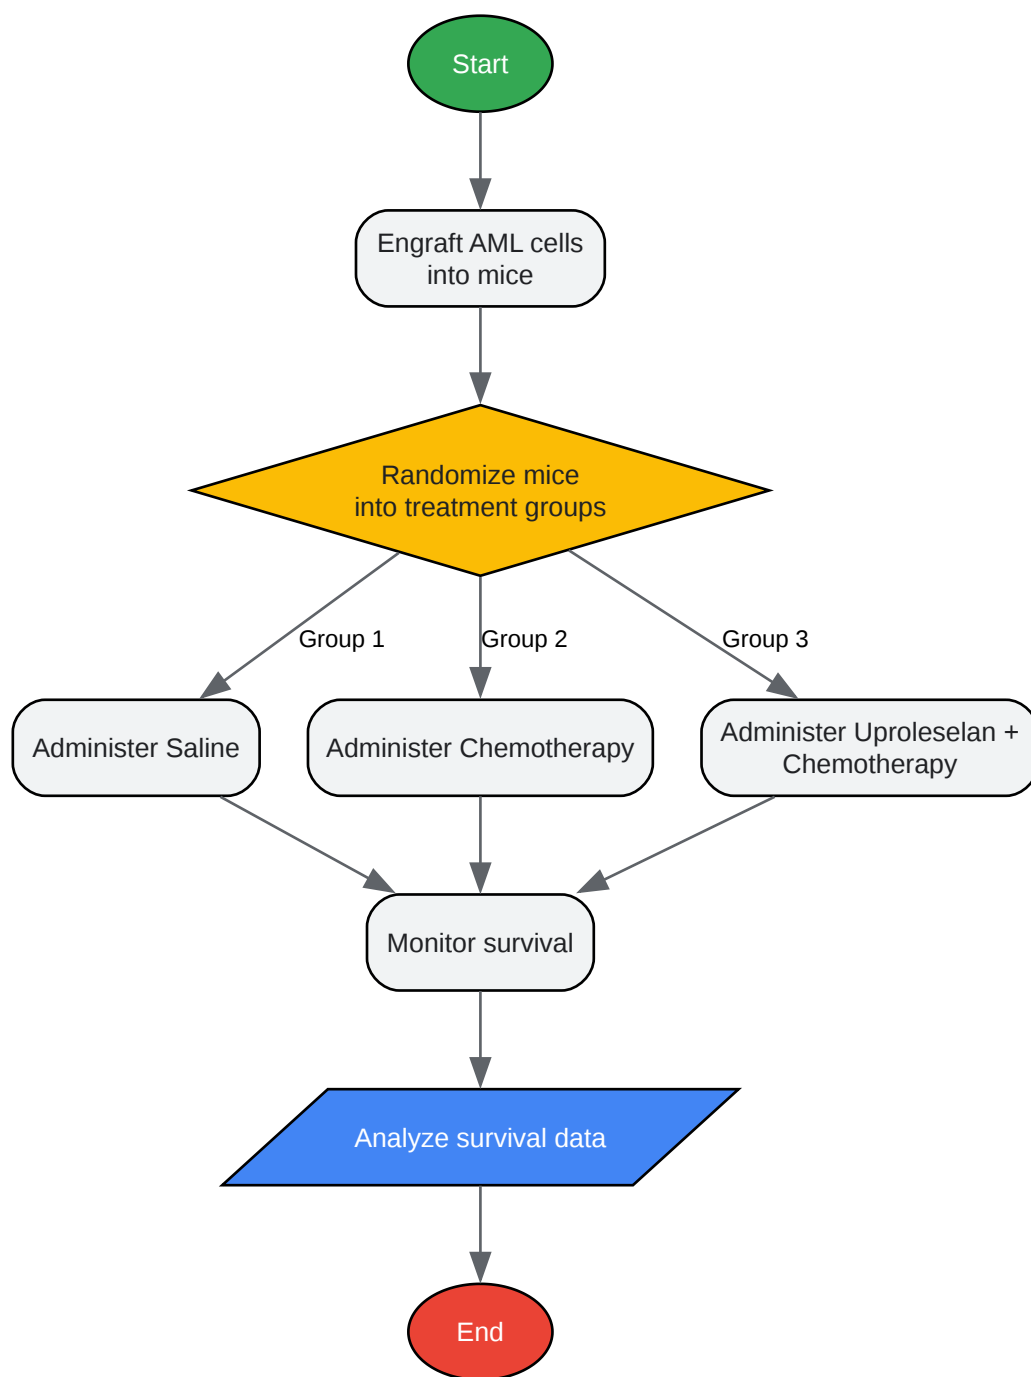 Start
Engraft AML cells
into mice
Randomize mice
into treatment groups
Group 1
Group 2
Group 3
Administer Saline
Administer Chemotherapy
Administer Uproleselan +
Chemotherapy
Monitor survival
Analyze survival data
End